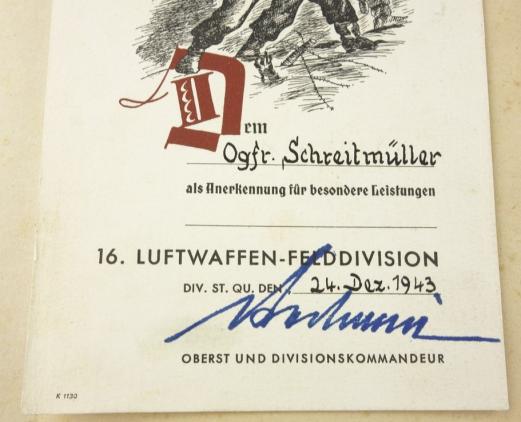 Dem
Ogfr. Schreitmüller
als Anerkennung für besondere Leistungen
16. LUFTWAFFEN-FELDDIVISION
DIV. ST. QU. DEN 24. Dez. 1943
OBERST UND DIVISIONSKOMMANDEUR
K 1130